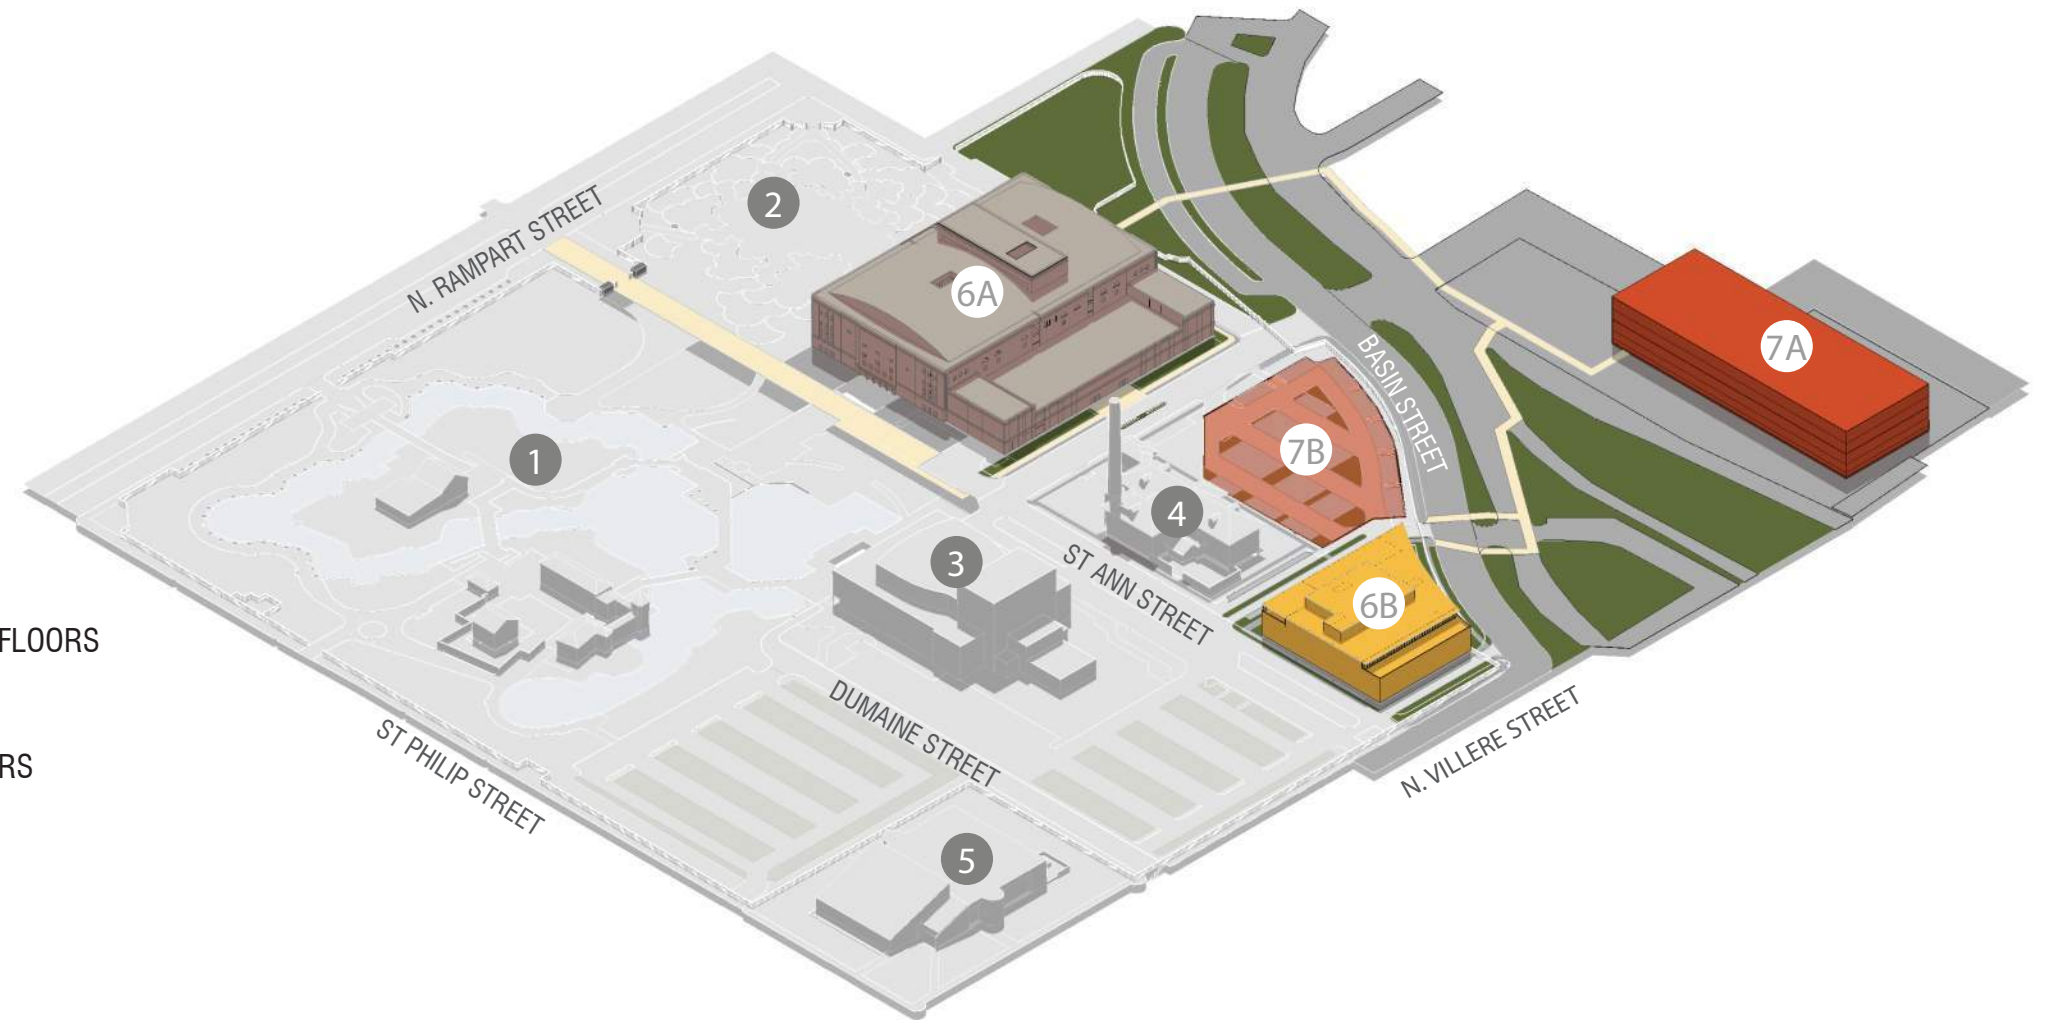 2
N. RAMPART STREET
6A
7A
BASIN STREET
7B
1
4
3
ST ANN STREET
6B
FLOORS
DUMAINE STREET
N. VILLERE STREET
ST PHILIP STREET
RS
5